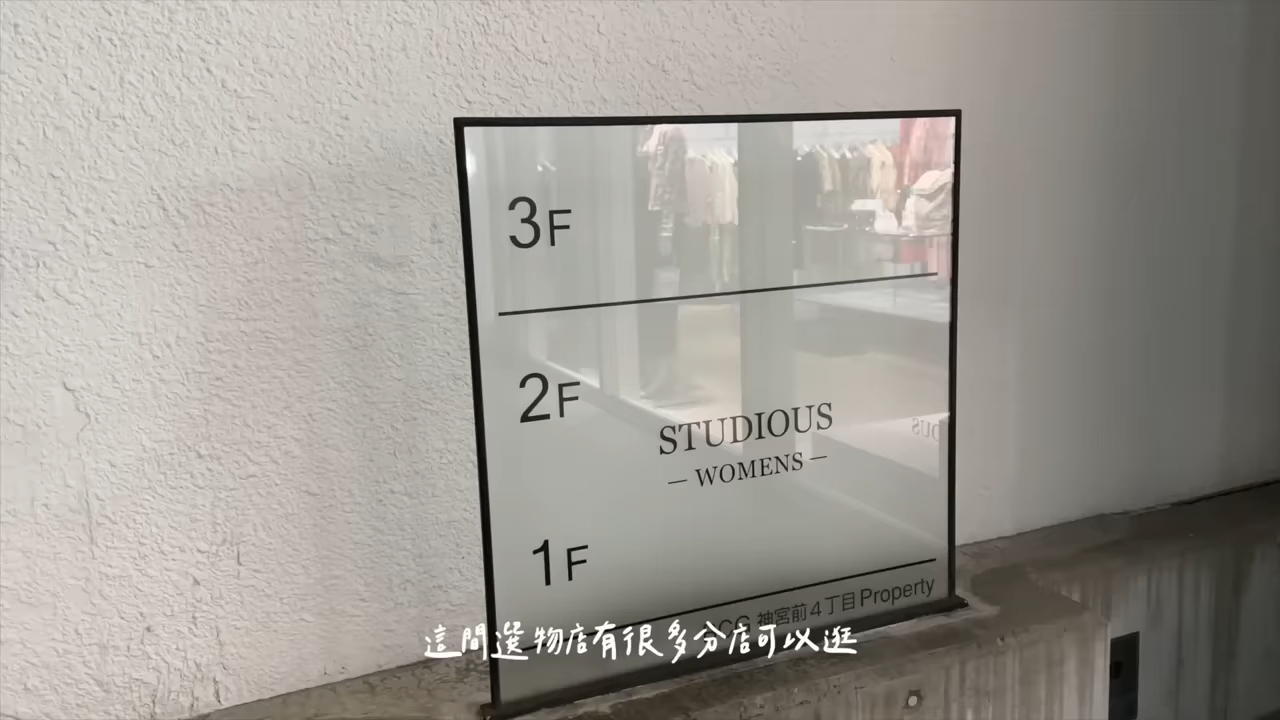 3F
2F
STUDIOUS
— WOMENS —
1F
神宮前4丁目Property
這間選物店有很多分店可以逛